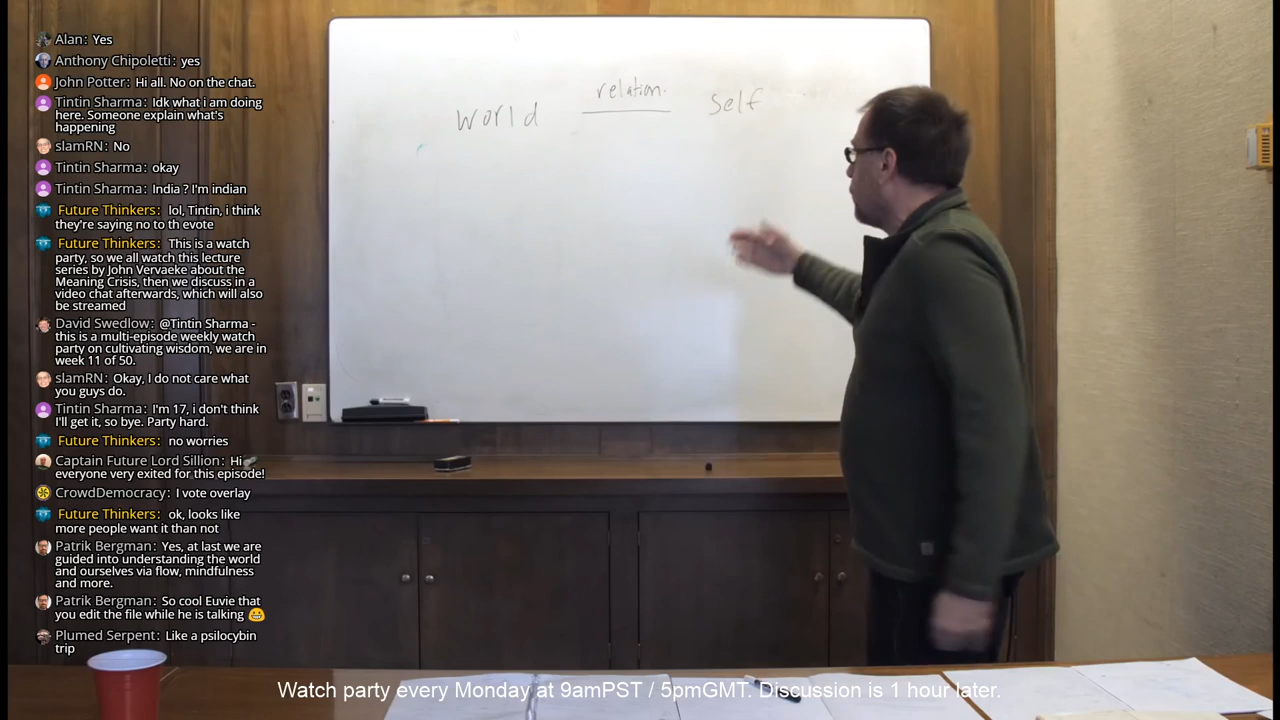 Alan: Yes
Anthony Chipoletti: yes
John Potter: Hi all. No on the chat.
Tintin Sharma: Idk what i am doing
here. Someone explain what's
happening
slamRN: No
Tintin Sharma: okay
Tintin Sharma: India ? I'm indian
Future Thinkers: lol, Tintin, i think
they're saying no to th evote
Future Thinkers: This is a watch
party, so we all watch this lecture
series by John Vervaeke about the
Meaning Crisis, then we discuss in a
video chat afterwards, which will also
be streamed
David Swedlow: @Tintin Sharma -
this is a multi-episode weekly watch
party on cultivating wisdom, we are in
week 11 of 50.
slamRN: Okay, I do not care what
you guys do.
Tintin Sharma: I'm 17, i don't think
I'll get it, so bye. Party hard.
Future Thinkers: no worries
Captain Future Lord Sillion: Hi
everyone very exited for this episode!
CrowdDemocracy: I vote overlay
Future Thinkers: ok, looks like
more people want it than not
Patrik Bergman: Yes, at last we are
guided into understanding the world
and ourselves via flow, mindfulness
and more.
Patrik Bergman: So cool Euvie that
you edit the file while he is talking 😁
Plumed Serpent: Like a psilocybin
trip
world relation. self
Watch party every Monday at 9amPST / 5pmGMT. Discussion is 1 hour later.